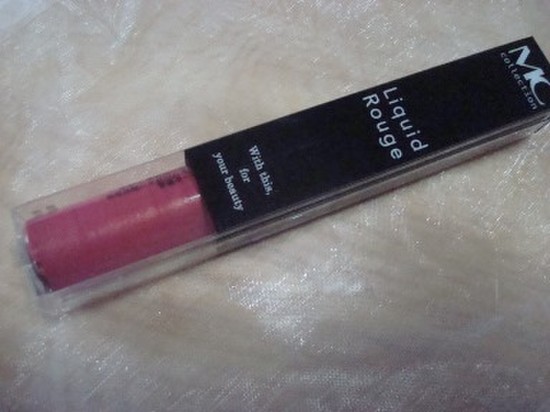 MC
collection
Liquid
Rouge
With this,
for
your beauty